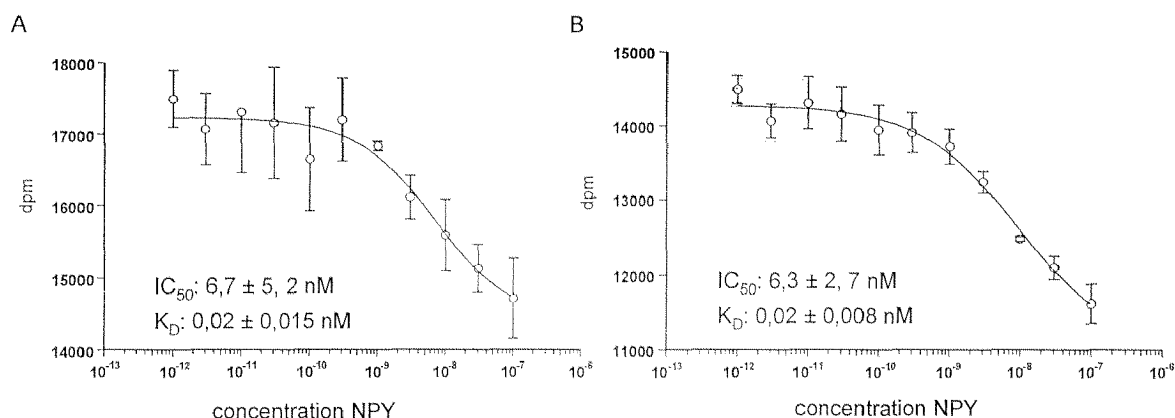 A
18000
17000
16000
15000
14000
dpm
IC50: 6,7 ± 5, 2 nM
KD: 0,02 ± 0,015 nM
10-13 10-12 10-11 10-10 10-9 10-8 10-7 10-6
concentration NPY
B
15000
14000
13000
12000
11000
dpm
IC50: 6,3 ± 2, 7 nM
KD: 0,02 ± 0,008 nM
10-13 10-12 10-11 10-10 10-9 10-8 10-7 10-6
concentration NPY